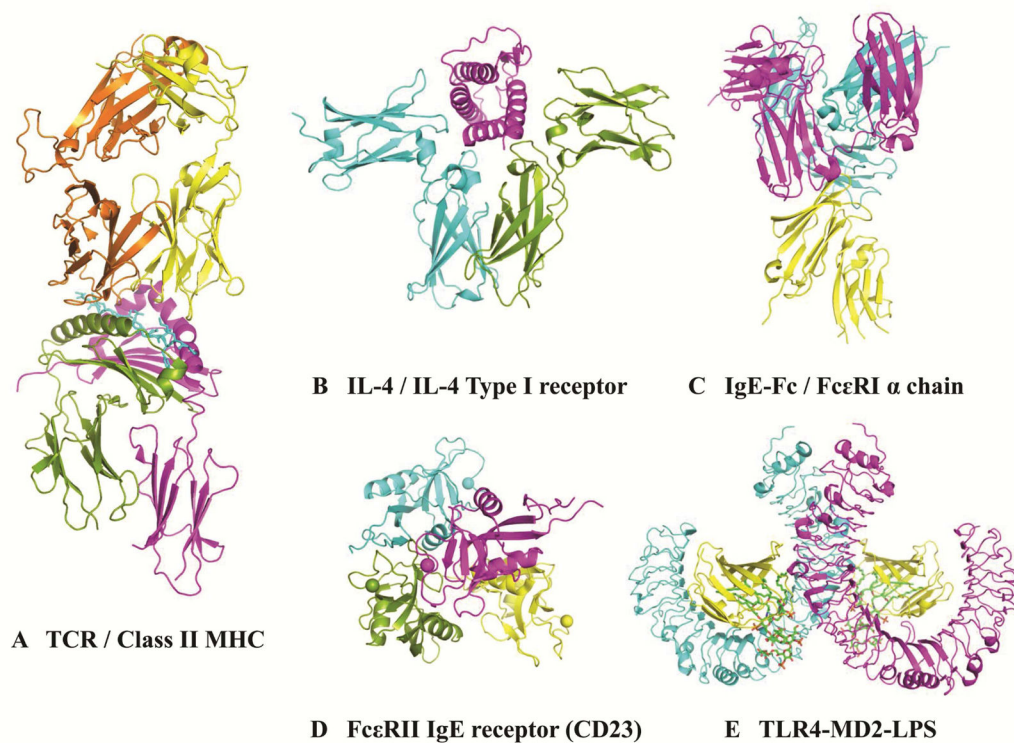 B IL-4 / IL-4 Type I receptor
C IgE-Fc / FcεRI α chain
A TCR / Class II MHC
D FcεRII IgE receptor (CD23)
E TLR4-MD2-LPS